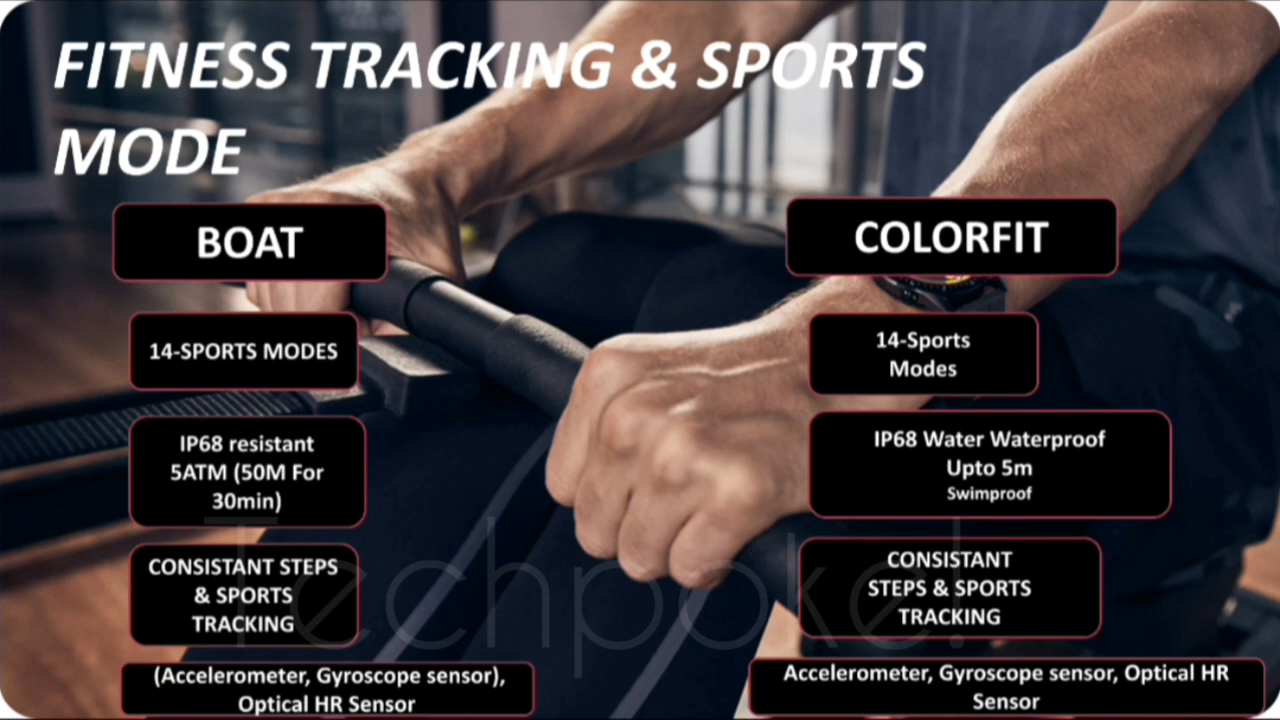 FITNESS TRACKING & SPORTS
MODE
BOAT
14-SPORTS MODES
IP68 resistant
5ATM (50M For
30min)
CONSISTANT STEPS
& SPORTS
TRACKING
(Accelerometer, Gyroscope sensor),
Optical HR Sensor
COLORFIT
14-Sports
Modes
IP68 Water Waterproof
Upto 5m
Swimproof
CONSISTANT
STEPS & SPORTS
TRACKING
Accelerometer, Gyroscope sensor, Optical HR
Sensor
Techpoke!